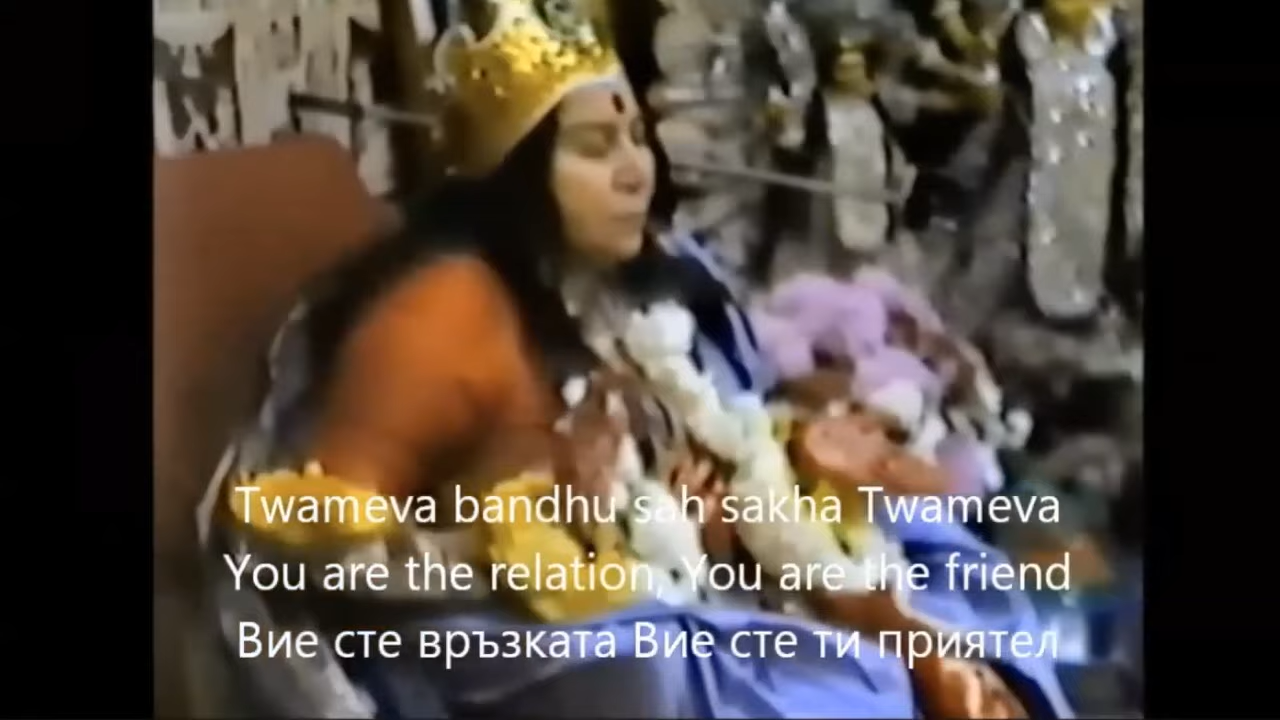 Twameva bandhu sah sakha Twameva
You are the relation, You are the friend
Вие сте връзката Вие сте ти приятел